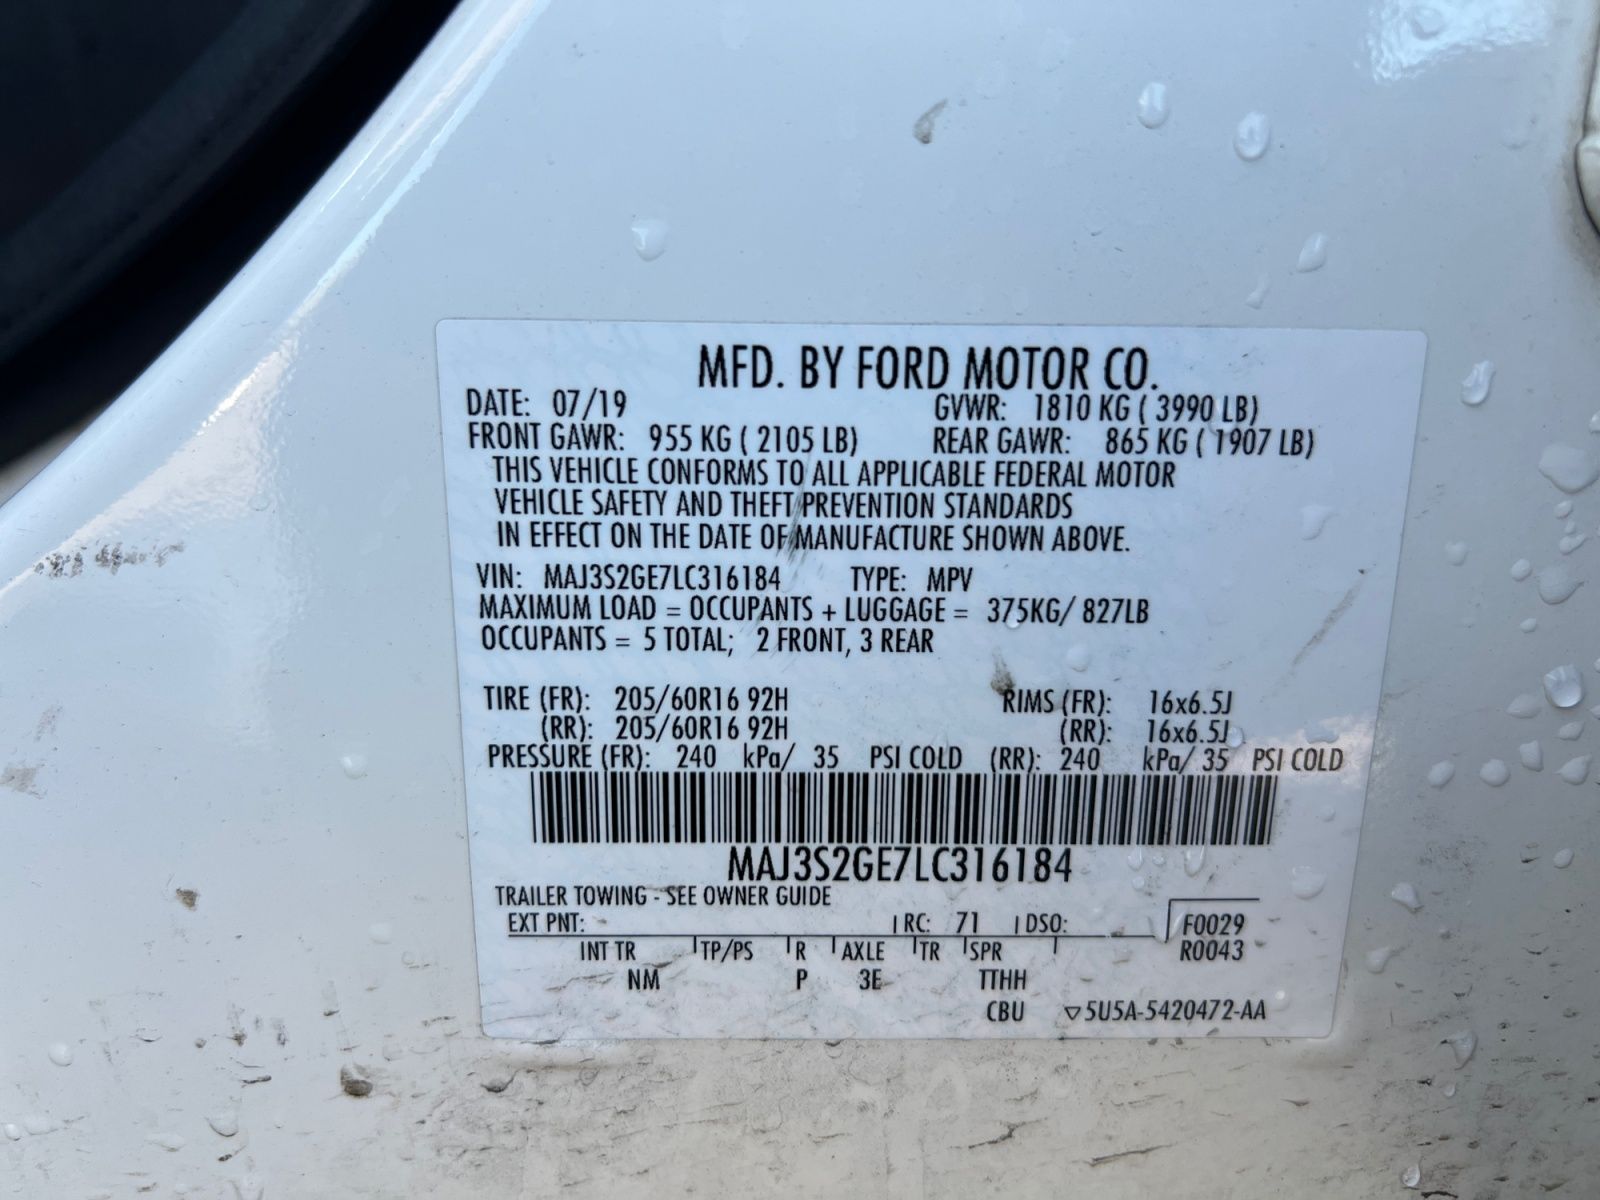 MFD. BY FORD MOTOR CO.
DATE: 07/19 GVWR: 1810 KG ( 3990 LB)
FRONT GAWR: 955 KG ( 2105 LB) REAR GAWR: 865 KG ( 1907 LB)
THIS VEHICLE CONFORMS TO ALL APPLICABLE FEDERAL MOTOR
VEHICLE SAFETY AND THEFT PREVENTION STANDARDS
IN EFFECT ON THE DATE OF MANUFACTURE SHOWN ABOVE.
VIN: MAJ3S2GE7LC316184 TYPE: MPV
MAXIMUM LOAD = OCCUPANTS + LUGGAGE = 375KG/ 827LB
OCCUPANTS = 5 TOTAL; 2 FRONT, 3 REAR
TIRE (FR): 205/60R16 92H RIMS (FR): 16x6.5J
(RR): 205/60R16 92H (RR): 16x6.5J
PRESSURE (FR): 240 kPa/ 35 PSI COLD (RR): 240 kPa/ 35 PSI COLD
MAJ3S2GE7LC316184
TRAILER TOWING - SEE OWNER GUIDE
EXT PNT: RC: 71 DSO: F0029
INT TR TP/PS R AXLE TR SPR R0043
NM P 3E TTHH
CBU ▽5U5A-5420472-AA